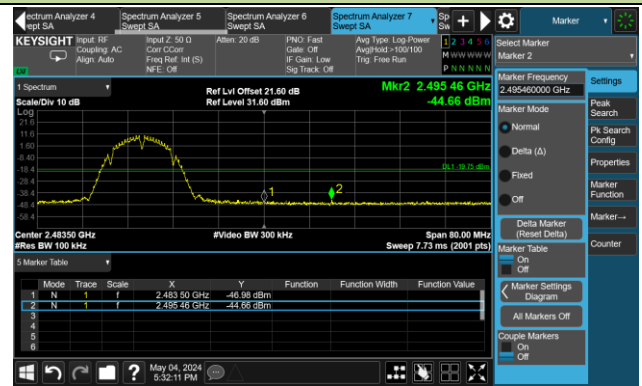 ectrum Analyzer 4
ept SA
Spectrum Analyzer 5
Swept SA
Spectrum Analyzer 6
Swept SA
Spectrum Analyzer 7
Swept SA
Sp
Sw
Marker
KEYSIGHT
Input: RF
Coupling: AC
Align: Auto
Input Z: 50 Ω
Corr CCorr
Freq Ref: Int (S)
NFE: Off
Atten: 20 dB
PNO: Fast
Gate: Off
IF Gain: Low
Sig Track: Off
Avg Type: Log-Power
Avg|Hold:>100/100
Trig: Free Run
1 2 3 4 5 6
M W W W W W
P N N N N N
Select Marker
Marker 2
1 Spectrum
Scale/Div 10 dB
Log
Ref Lvl Offset 21.60 dB
Ref Level 31.60 dBm
Mkr2 2.495 46 GHz
-44.66 dBm
21.6
11.6
1.60
-8.40
-18.4
-28.4
-38.4
-48.4
-58.4
DL1 -19.75 dBm
1
2
Center 2.48350 GHz
#Res BW 100 kHz
#Video BW 300 kHz
Span 80.00 MHz
Sweep 7.73 ms (2001 pts)
5 Marker Table
Mode Trace Scale X Y Function Function Width Function Value
1 N 1 f 2.483 50 GHz -46.98 dBm
2 N 1 f 2.495 46 GHz -44.66 dBm
3
4
5
6
Marker Frequency
2.495460000 GHz
Marker Mode
Normal
Delta (Δ)
Fixed
Off
Delta Marker
(Reset Delta)
Marker Table
On
Off
Marker Settings
Diagram
All Markers Off
Couple Markers
On
Off
Settings
Peak
Search
Pk Search
Config
Properties
Marker
Function
Marker→
Counter
May 04, 2024
5:32:11 PM